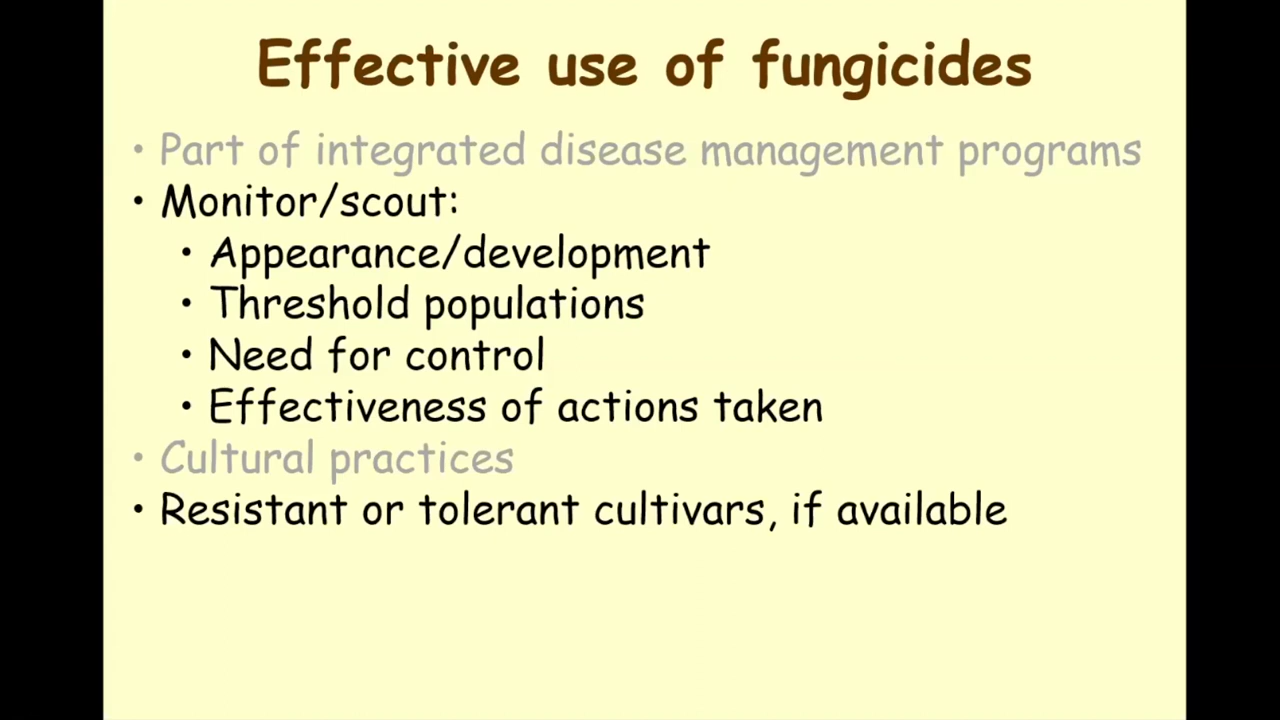 Effective use of fungicides
• Part of integrated disease management programs
• Monitor/scout:
• Appearance/development
• Threshold populations
• Need for control
• Effectiveness of actions taken
• Cultural practices
• Resistant or tolerant cultivars, if available